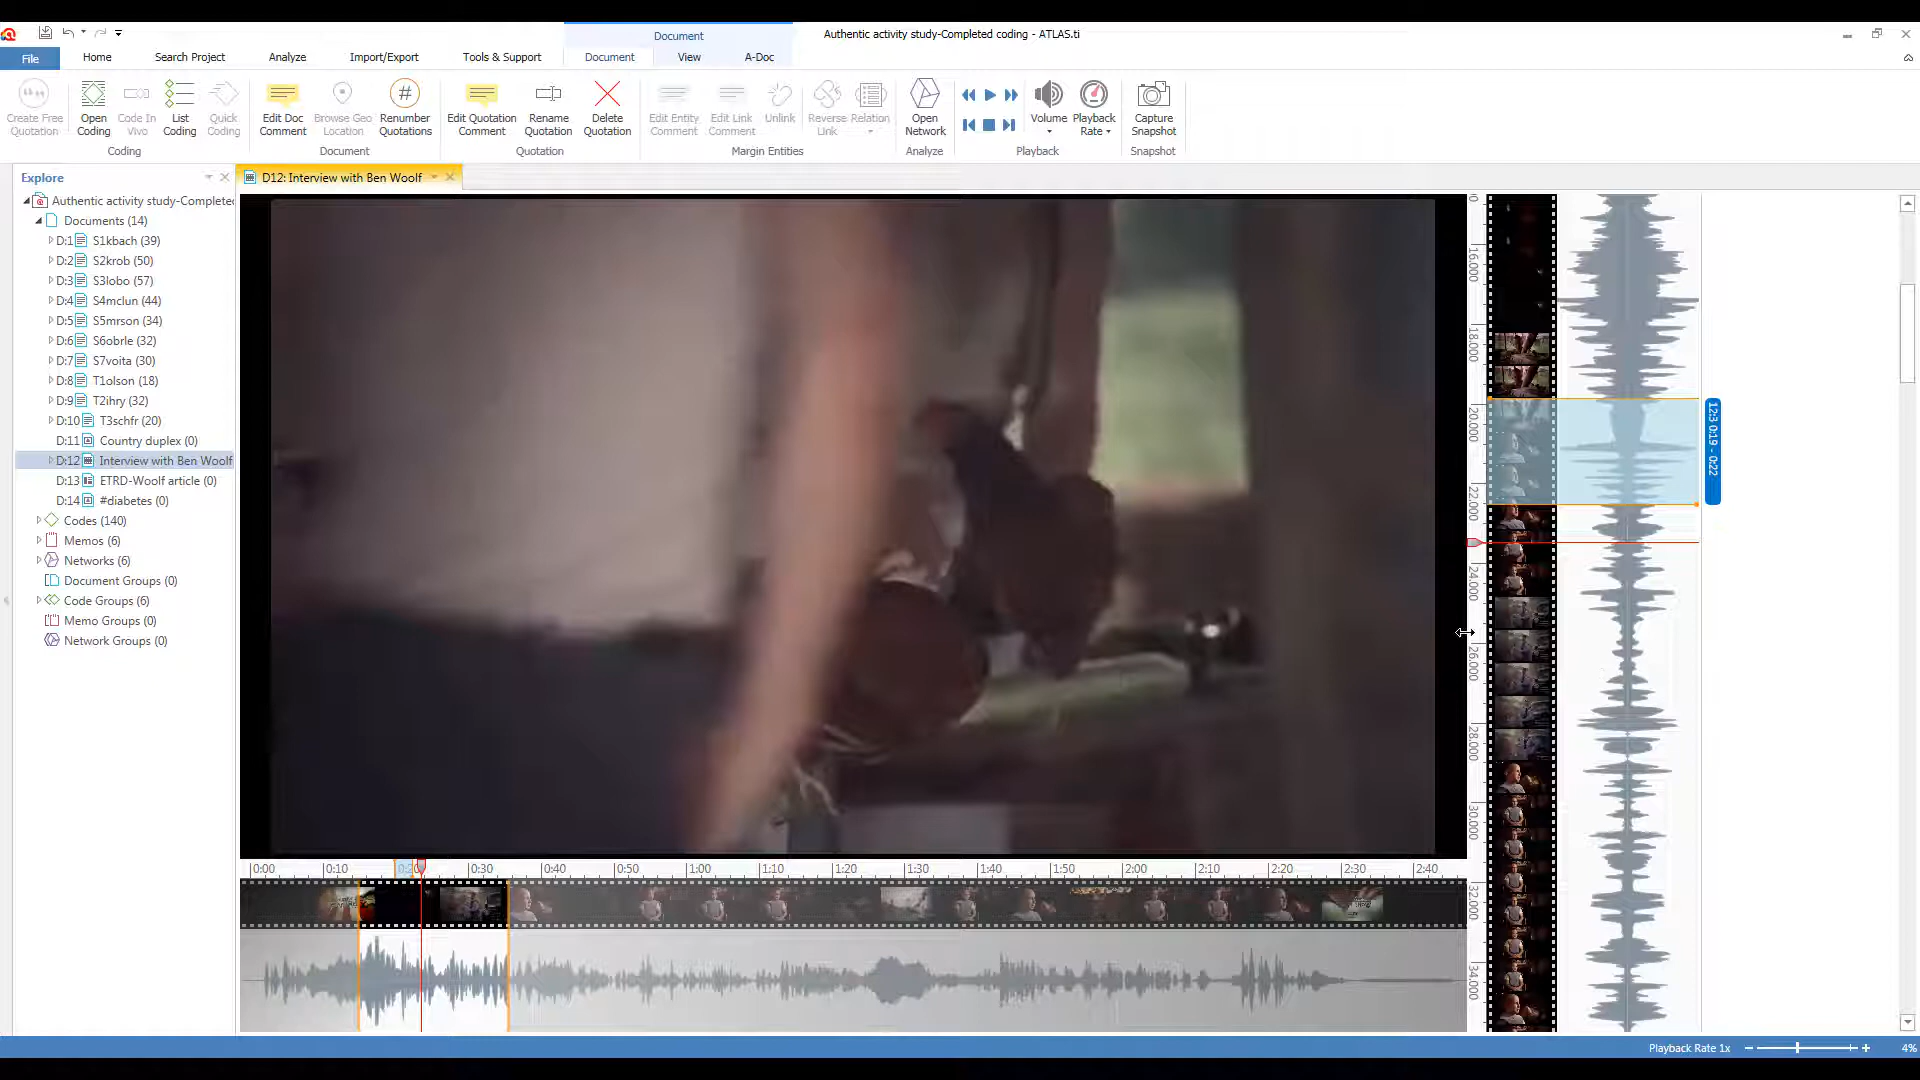 Document
Authentic activity study-Completed coding - ATLAS.ti
File
Home
Search Project
Analyze
Import/Export
Tools & Support
Document
View
A-Doc
Create Free Quotation
Open Coding
Code In Vivo
List Coding
Quick Coding
Edit Doc Comment
Browse Geo Location
Renumber Quotations
Edit Quotation Comment
Rename Quotation
Delete Quotation
Edit Entity Comment
Edit Link Comment
Unlink
Reverse Link
Relation
Open Network
Volume
Playback Rate
Capture Snapshot
Coding
Document
Quotation
Margin Entities
Analyze
Playback
Snapshot
Explore
D12: Interview with Ben Woolf
Authentic activity study-Completed
Documents (14)
D:1 S1kbach (39)
D:2 S2krob (50)
D:3 S3lobo (57)
D:4 S4mclun (44)
D:5 S5mrson (34)
D:6 S6obrle (32)
D:7 S7voita (30)
D:8 T1olson (18)
D:9 T2ihry (32)
D:10 T3schfr (20)
D:11 Country duplex (0)
D:12 Interview with Ben Woolf
D:13 ETRD-Woolf article (0)
D:14 #diabetes (0)
Codes (140)
Memos (6)
Networks (6)
Document Groups (0)
Code Groups (6)
Memo Groups (0)
Network Groups (0)
16,000
18,000
20,000
22,000
24,000
26,000
28,000
30,000
32,000
34,000
12:3 0:19 - 0:22
0:00 0:10 0:20 0:30 0:40 0:50 1:00 1:10 1:20 1:30 1:40 1:50 2:00 2:10 2:20 2:30 2:40
Playback Rate 1x
4%